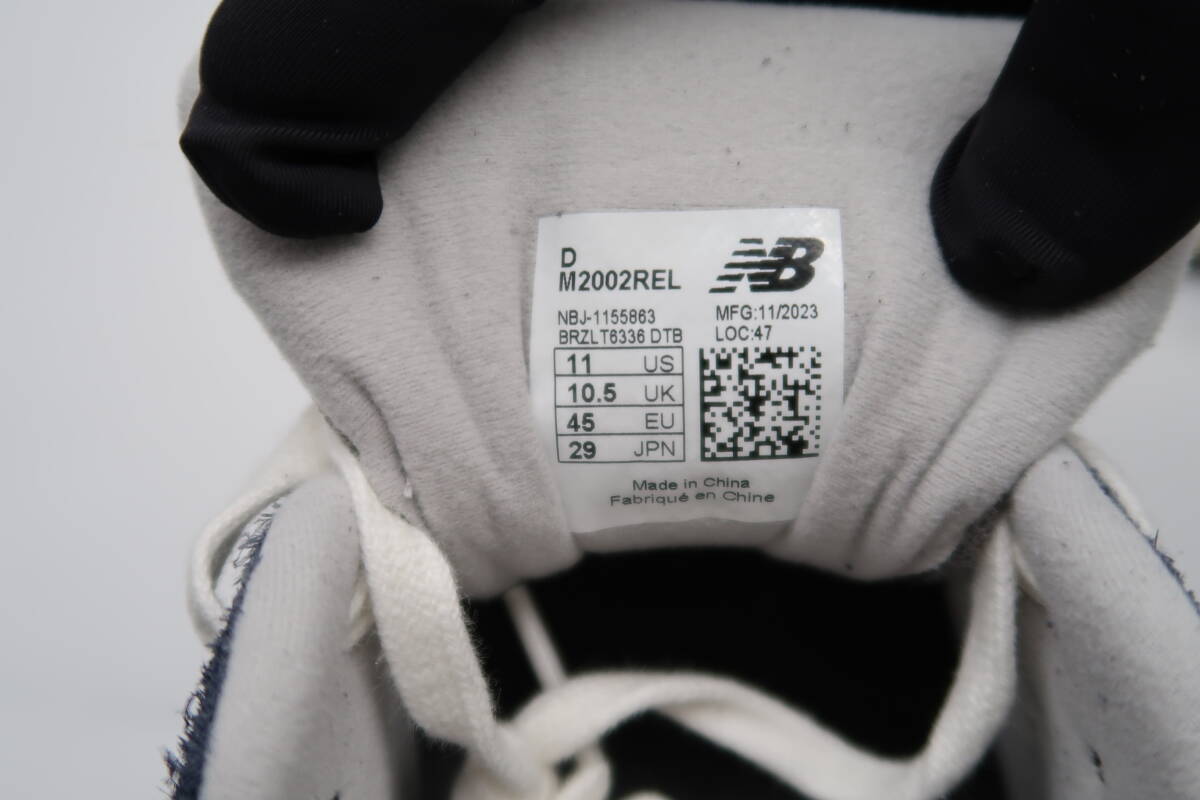 D
M2002REL
NB
NBJ-1155863
BRZLT6336 DTB
MFG:11/2023
LOC:47
11 US
10.5 UK
45 EU
29 JPN
Made in China
Fabriqué en Chine